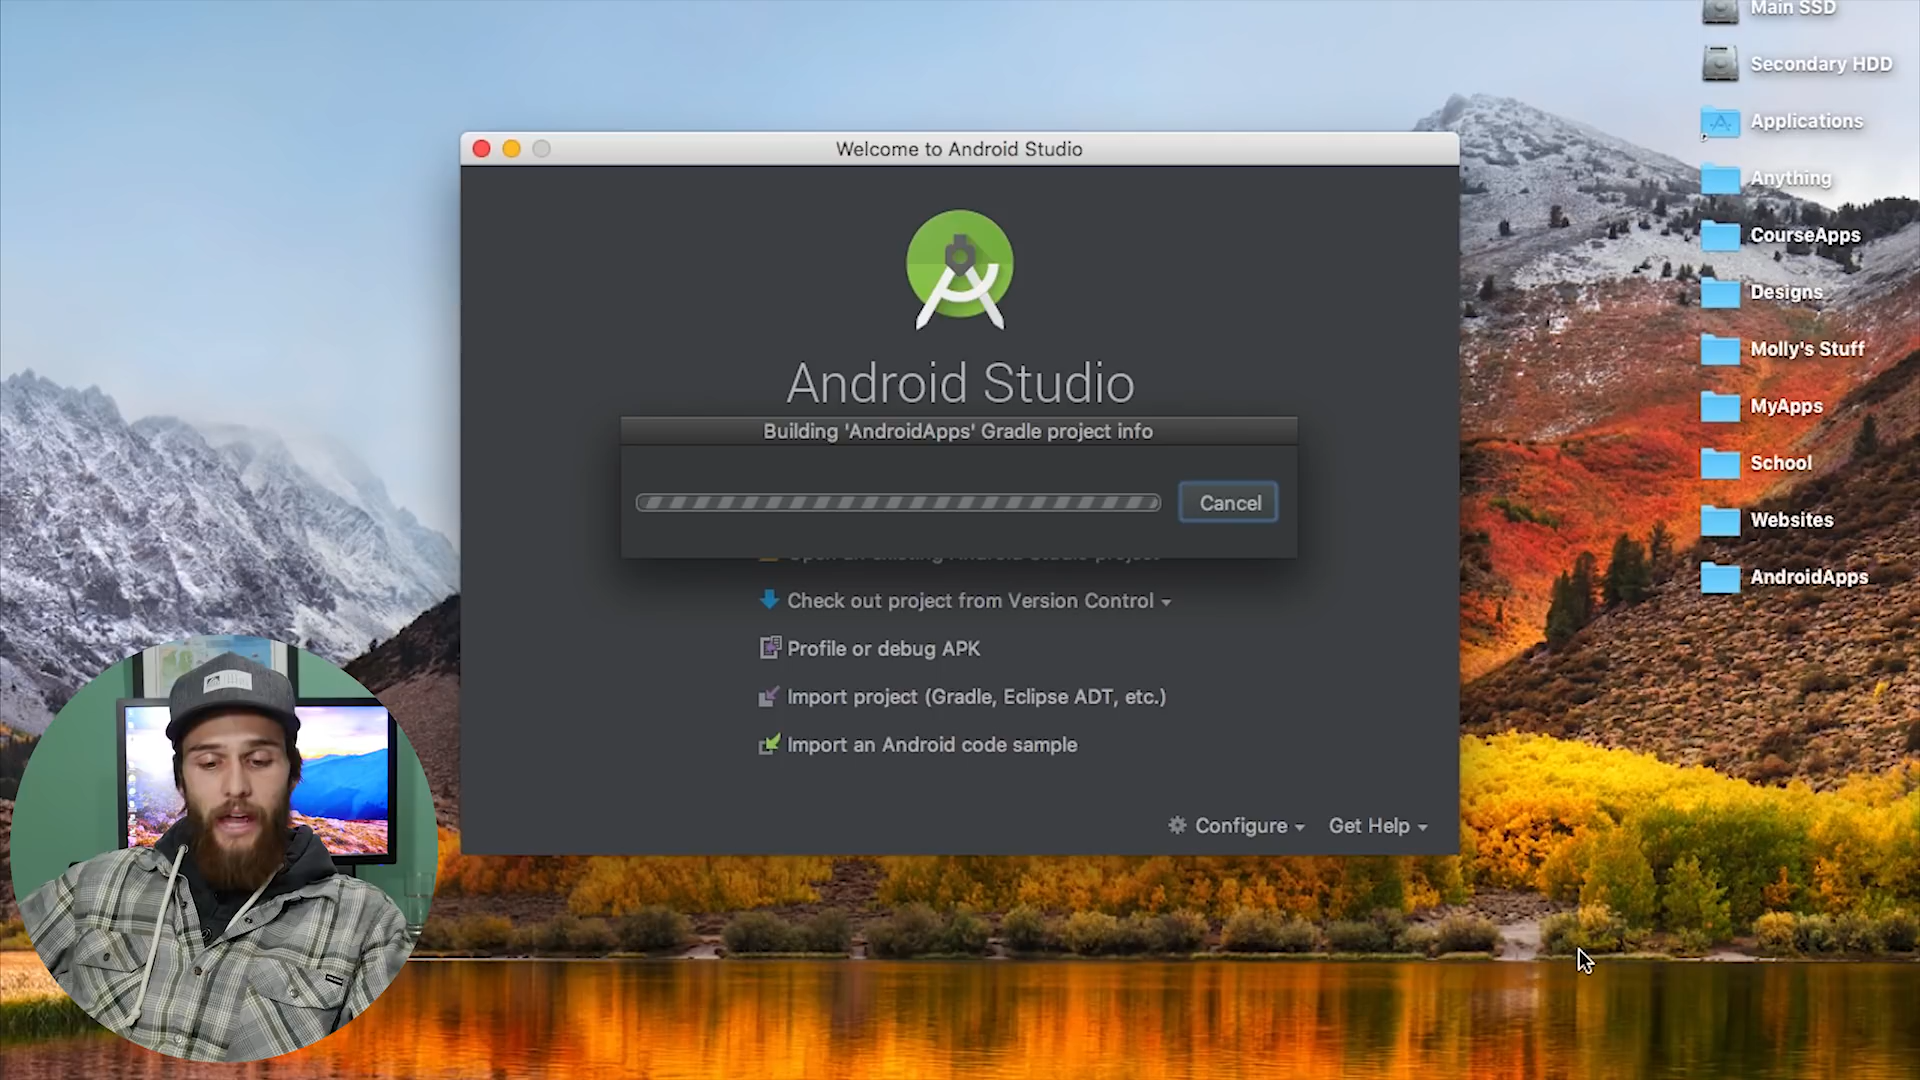 Main SSD
Secondary HDD
Applications
Anything
CourseApps
Designs
Molly's Stuff
MyApps
School
Websites
AndroidApps
Welcome to Android Studio
Android Studio
Building 'AndroidApps' Gradle project info
Cancel
Check out project from Version Control
Profile or debug APK
Import project (Gradle, Eclipse ADT, etc.)
Import an Android code sample
Configure
Get Help